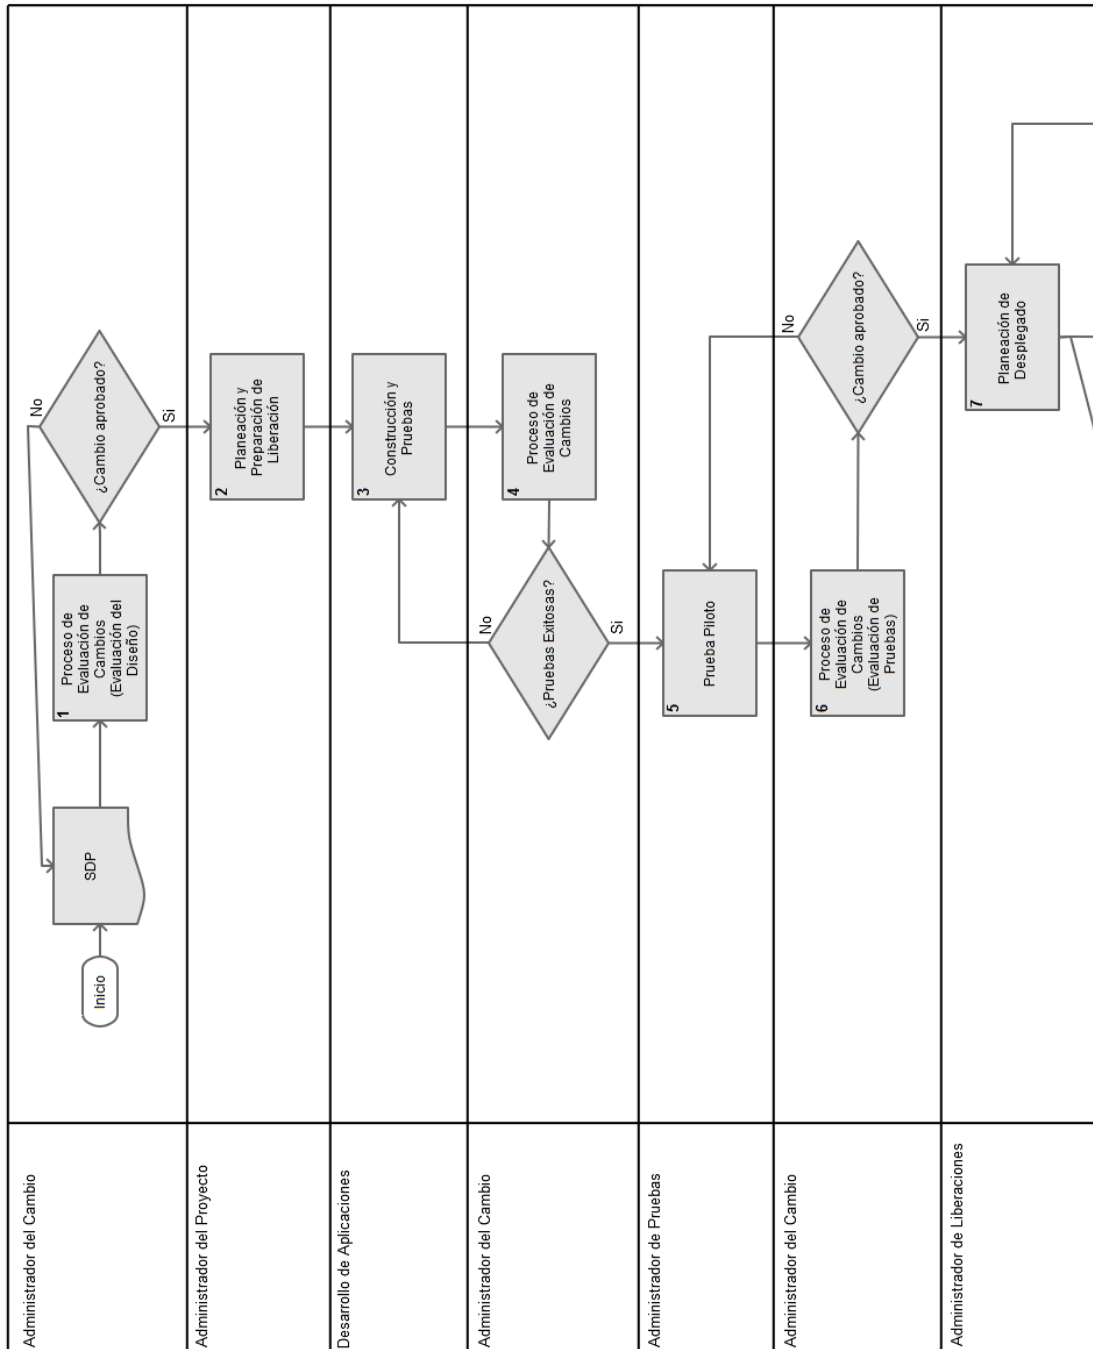 Administrador del Cambio
Inicio
SDP
1
Proceso de
Evaluación de
Cambios
(Evaluación del
Diseño)
¿Cambio aprobado?
No
Si
Administrador del Proyecto
2
Planeación y
Preparación de
Liberación
Desarrollo de Aplicaciones
3
Construcción y
Pruebas
Administrador del Cambio
4
Proceso de
Evaluación de
Cambios
¿Pruebas Exitosas?
No
Si
Administrador de Pruebas
5
Prueba Piloto
Administrador del Cambio
6
Proceso de
Evaluación de
Cambios
(Evaluación de
Pruebas)
¿Cambio aprobado?
No
Si
Administrador de Liberaciones
7
Planeación de
Desplegado